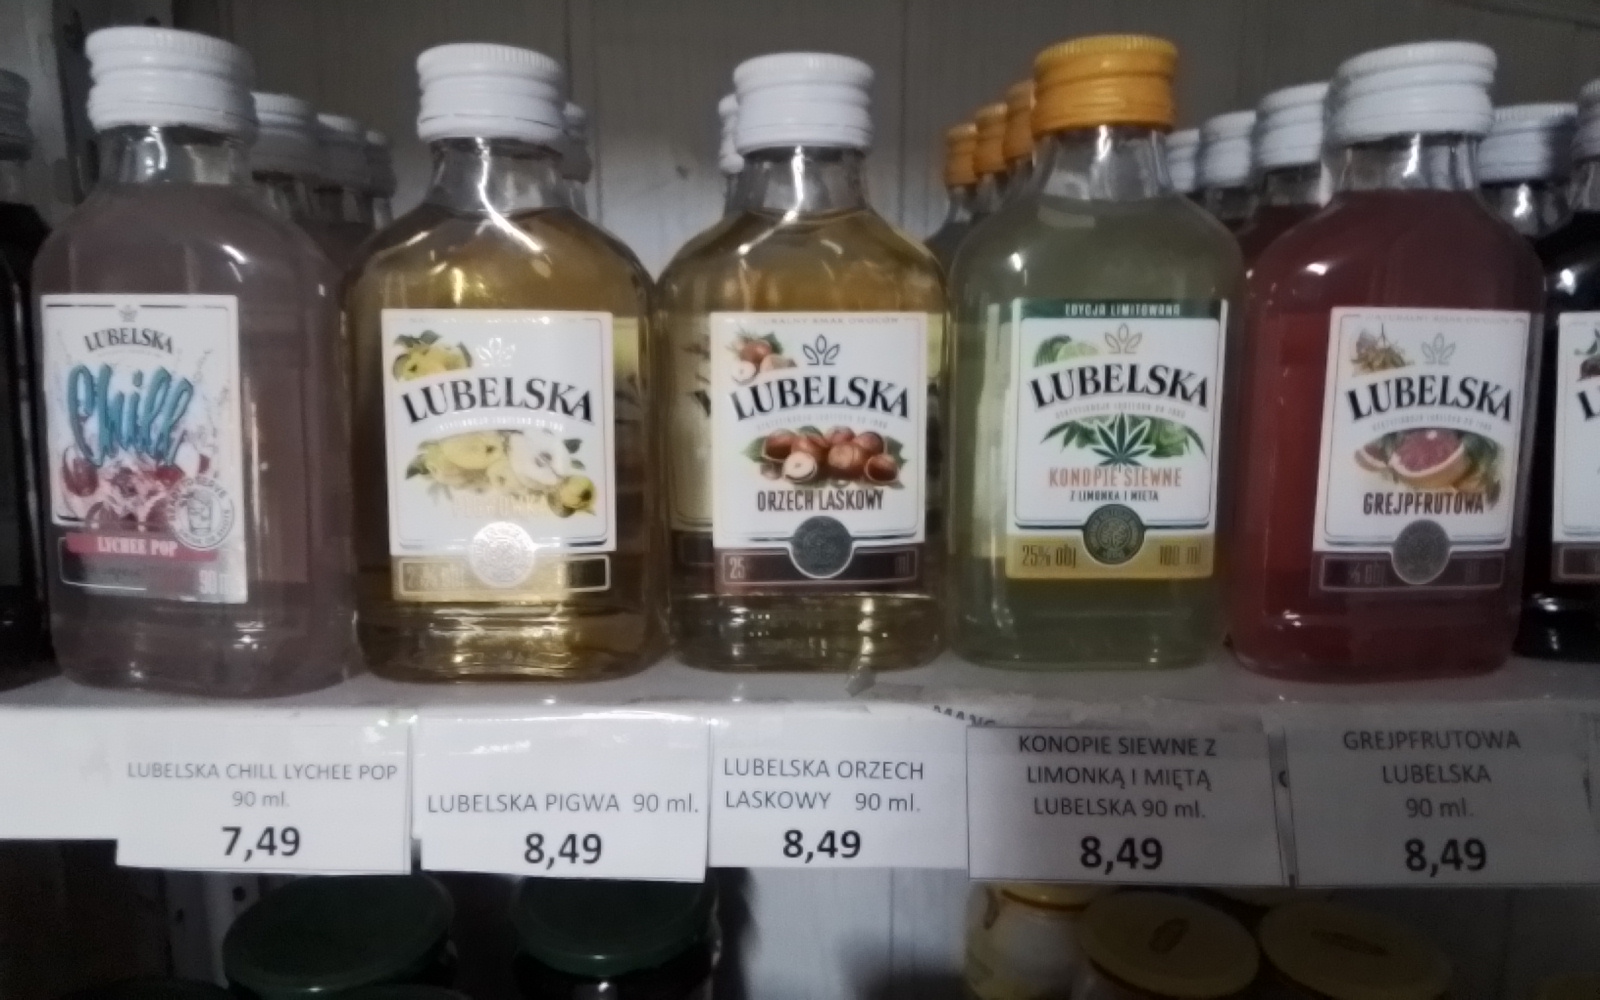 LUBELSKA
Chill
LYCHEE POP
90
LUBELSKA
LUBELSKA
ORZECH LASKOWY
25
ml
EDYCJA LIMITOWANA
LUBELSKA
KONOPIE SIEWNE
Z LIMONKĄ I MIĘTĄ
25% obj
100 ml
LUBELSKA
GREJPFRUTOWA
LUBELSKA CHILL LYCHEE POP
90 ml.
7,49
LUBELSKA PIGWA 90 ml.
8,49
LUBELSKA ORZECH
LASKOWY 90 ml.
8,49
KONOPIE SIEWNE Z
LIMONKĄ I MIĘTĄ
LUBELSKA 90 ml.
8,49
GREJPFRUTOWA
LUBELSKA
90 ml.
8,49